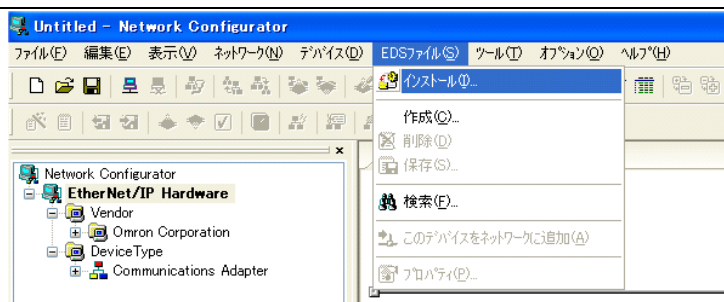 Untitled - Network Configurator
ファイル(F) 編集(E) 表示(V) ネットワーク(N) デバイス(D) EDSファイル(S) ツール(T) オプション(O) ヘルプ(H)
インストール(I)...
作成(C)...
削除(D)
保存(S)...
検索(F)...
このデバイスをネットワークに追加(A)
プロパティ(P)...
Network Configurator
EtherNet/IP Hardware
Vendor
Omron Corporation
DeviceType
Communications Adapter